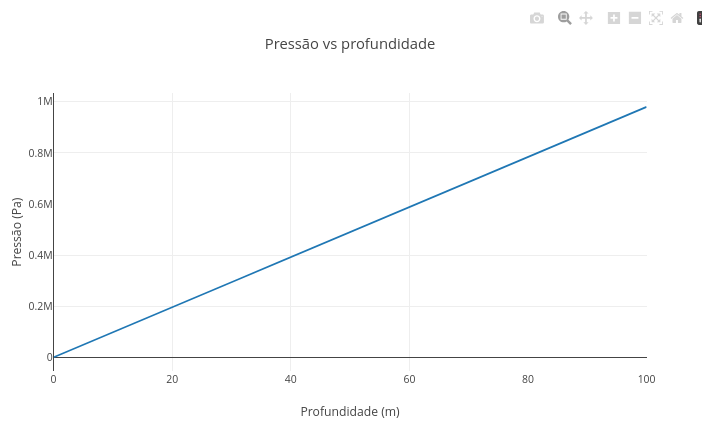 Pressão vs profundidade
1M
0.8M
0.6M
0.4M
0.2M
0
Pressão (Pa)
0 20 40 60 80 100
Profundidade (m)